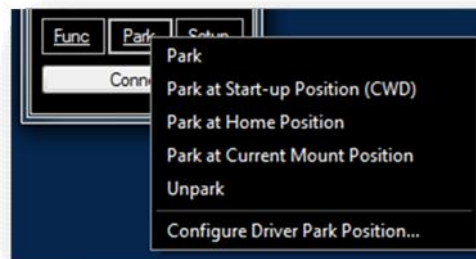 Func Park Setup
Park
Park at Start-up Position (CWD)
Park at Home Position
Park at Current Mount Position
Unpark
Configure Driver Park Position...